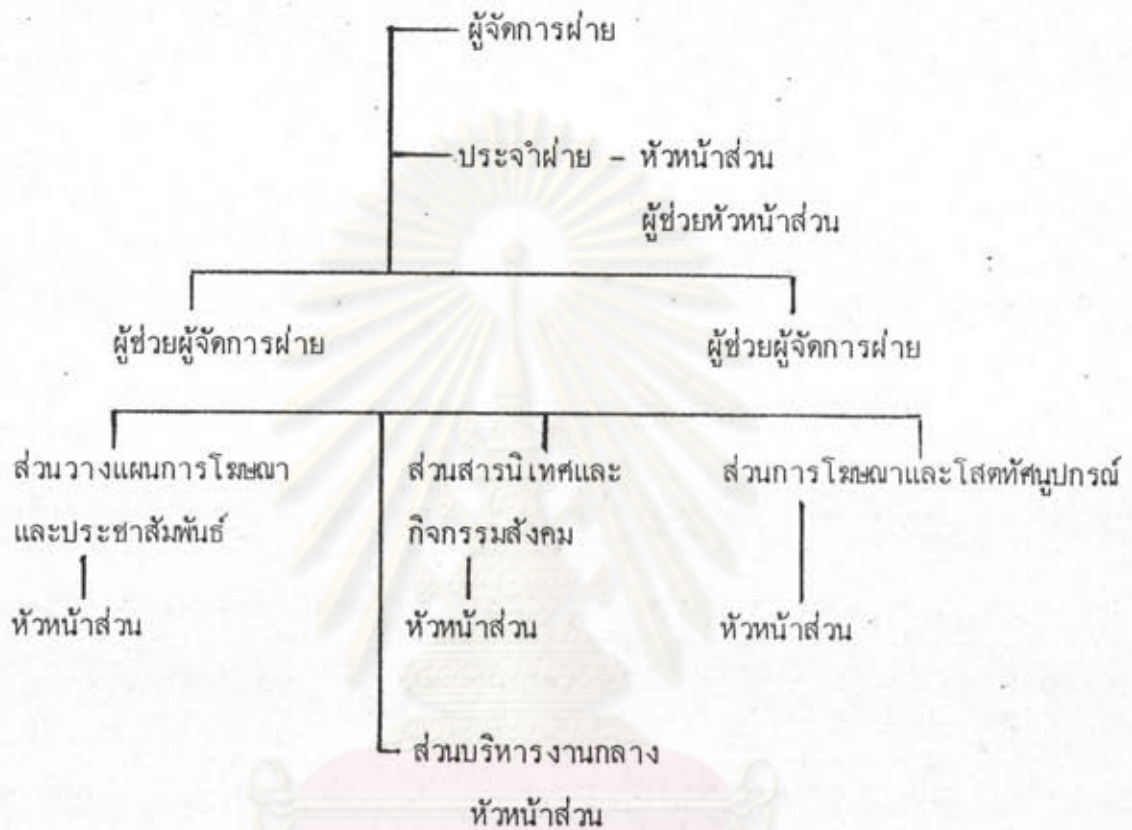 ผู้จัดการฝ่าย
ประจำฝ่าย - หัวหน้าส่วน
ผู้ช่วยหัวหน้าส่วน
ผู้ช่วยผู้จัดการฝ่าย ผู้ช่วยผู้จัดการฝ่าย
ส่วนวางแผนการโฆษณา ส่วนสารนิเทศและ ส่วนการโฆษณาและโสตทัศนูปกรณ์
และประชาสัมพันธ์ กิจกรรมสังคม
หัวหน้าส่วน หัวหน้าส่วน หัวหน้าส่วน
ส่วนบริหารงานกลาง
หัวหน้าส่วน